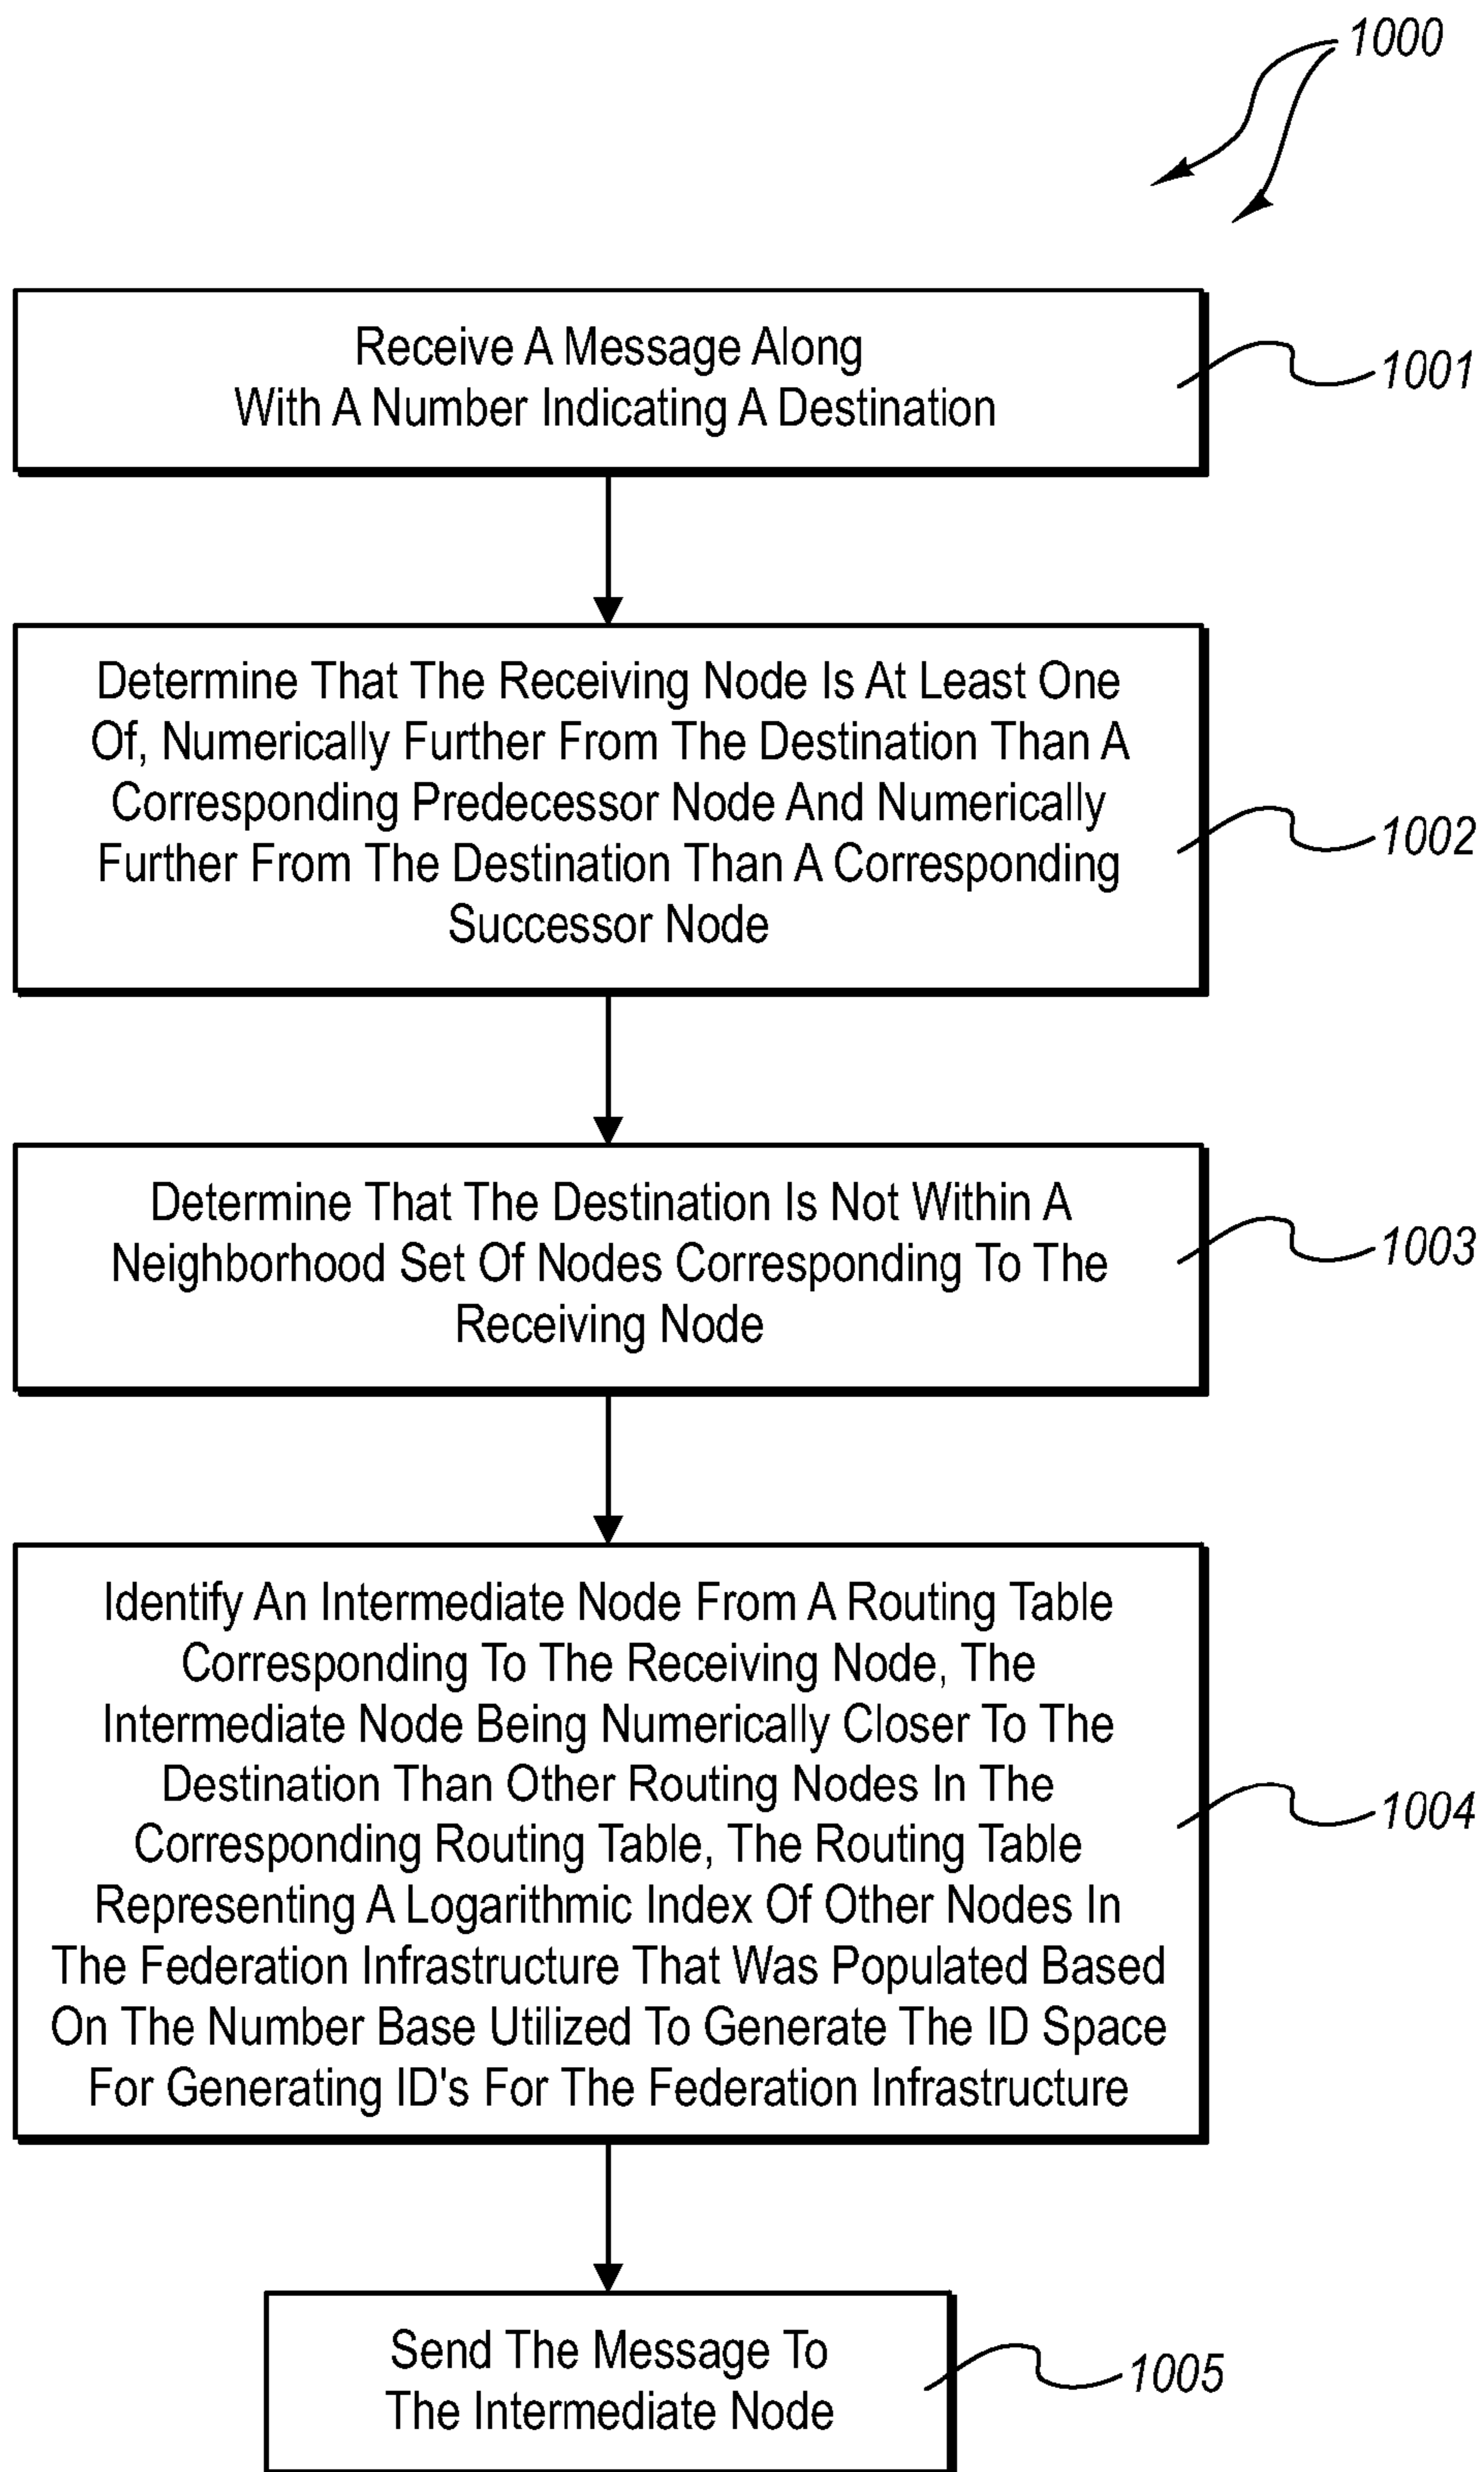 1000
Receive A Message Along
With A Number Indicating A Destination
1001
Determine That The Receiving Node Is At Least One
Of, Numerically Further From The Destination Than A
Corresponding Predecessor Node And Numerically
Further From The Destination Than A Corresponding
Successor Node
1002
Determine That The Destination Is Not Within A
Neighborhood Set Of Nodes Corresponding To The
Receiving Node
1003
Identify An Intermediate Node From A Routing Table
Corresponding To The Receiving Node, The
Intermediate Node Being Numerically Closer To The
Destination Than Other Routing Nodes In The
Corresponding Routing Table, The Routing Table
Representing A Logarithmic Index Of Other Nodes In
The Federation Infrastructure That Was Populated Based
On The Number Base Utilized To Generate The ID Space
For Generating ID's For The Federation Infrastructure
1004
Send The Message To
The Intermediate Node
1005